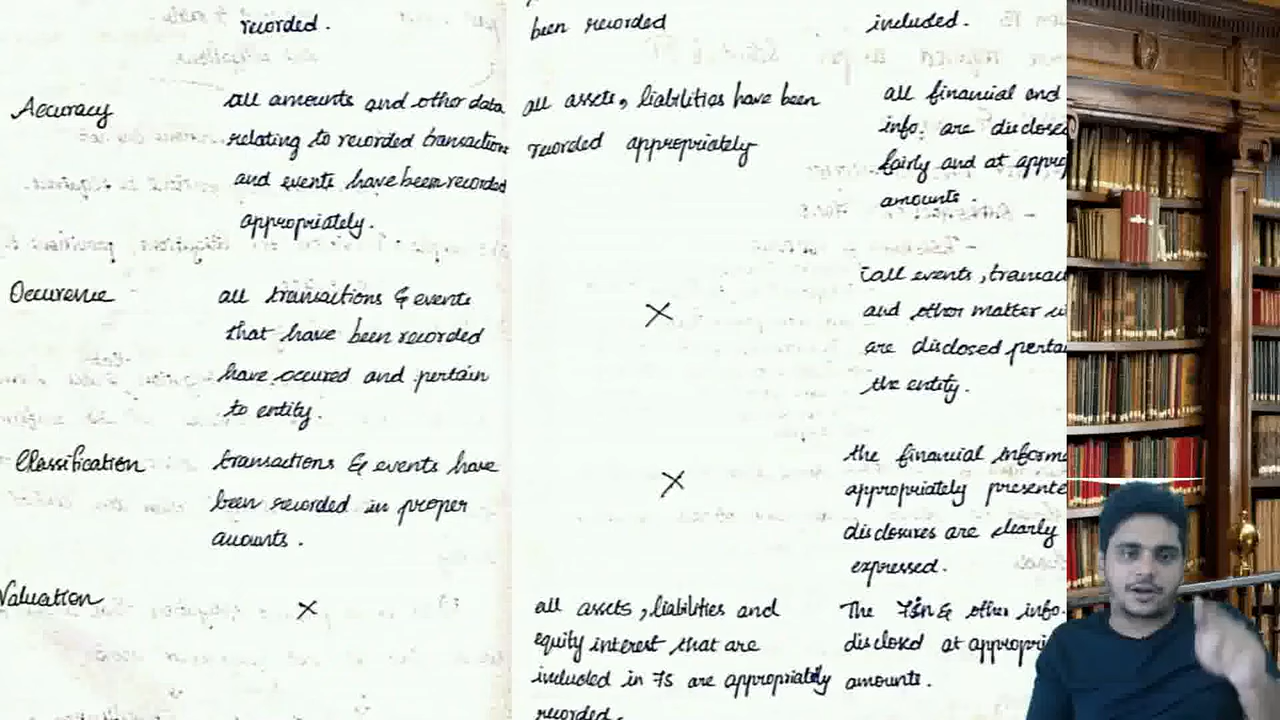 recorded.
been recorded
included.
Accuracy
all amounts and other data
relating to recorded transactions
and events have been recorded
appropriately.
all assets, liabilities have been
recorded appropriately
all financial and
info. are disclosed
fairly and at appro
amounts.
Occurence
all transactions & events
that have been recorded
have occured and pertain
to entity.
X
all events, transac
and other matter
are disclosed perta
the entity.
Classification
transactions & events have
been recorded in proper
X
the financial inform
appropriately presente
disclosures are clearly
expressed.
Valuation
X
all assets, liabilities and
equity interest that are
included in FS are appropriately
recorded.
The & other info.
disclosd at appropri
amounts.